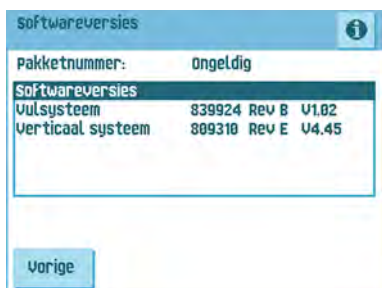 Softwareversies
Pakketnummer: Ongeldig
Softwareversies
Vulsysteem 839924 Rev B V1.02
Verticaal systeem 809310 Rev E V4.45
Vorige